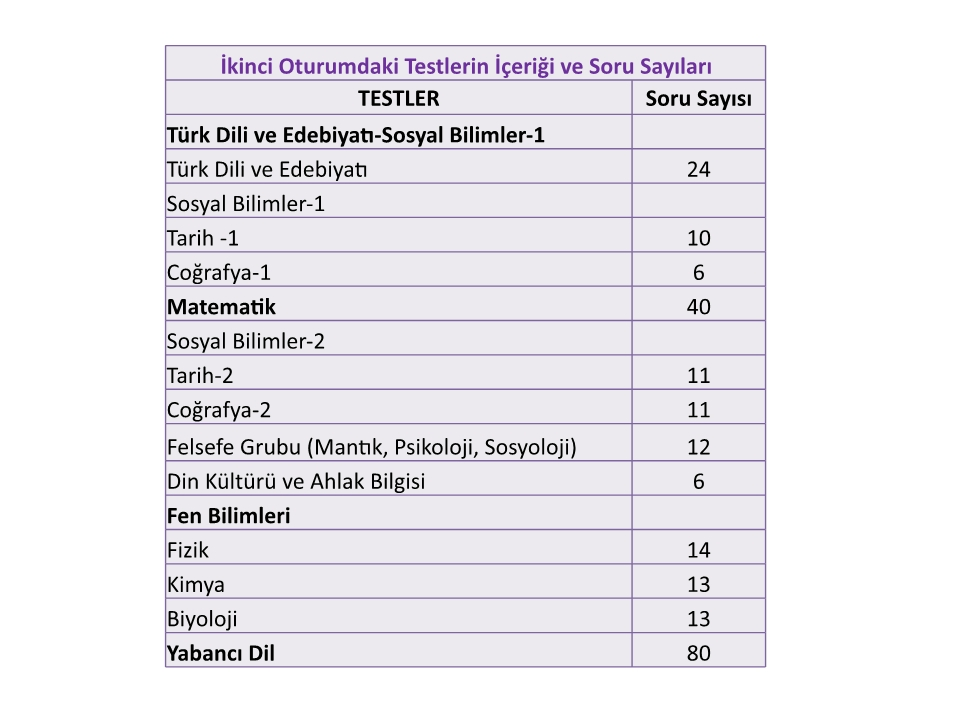 İkinci Oturumdaki Testlerin İçeriği ve Soru Sayıları
TESTLER Soru Sayısı
Türk Dili ve Edebiyatı-Sosyal Bilimler-1
Türk Dili ve Edebiyatı 24
Sosyal Bilimler-1
Tarih -1 10
Coğrafya-1 6
Matematik 40
Sosyal Bilimler-2
Tarih-2 11
Coğrafya-2 11
Felsefe Grubu (Mantık, Psikoloji, Sosyoloji) 12
Din Kültürü ve Ahlak Bilgisi 6
Fen Bilimleri
Fizik 14
Kimya 13
Biyoloji 13
Yabancı Dil 80